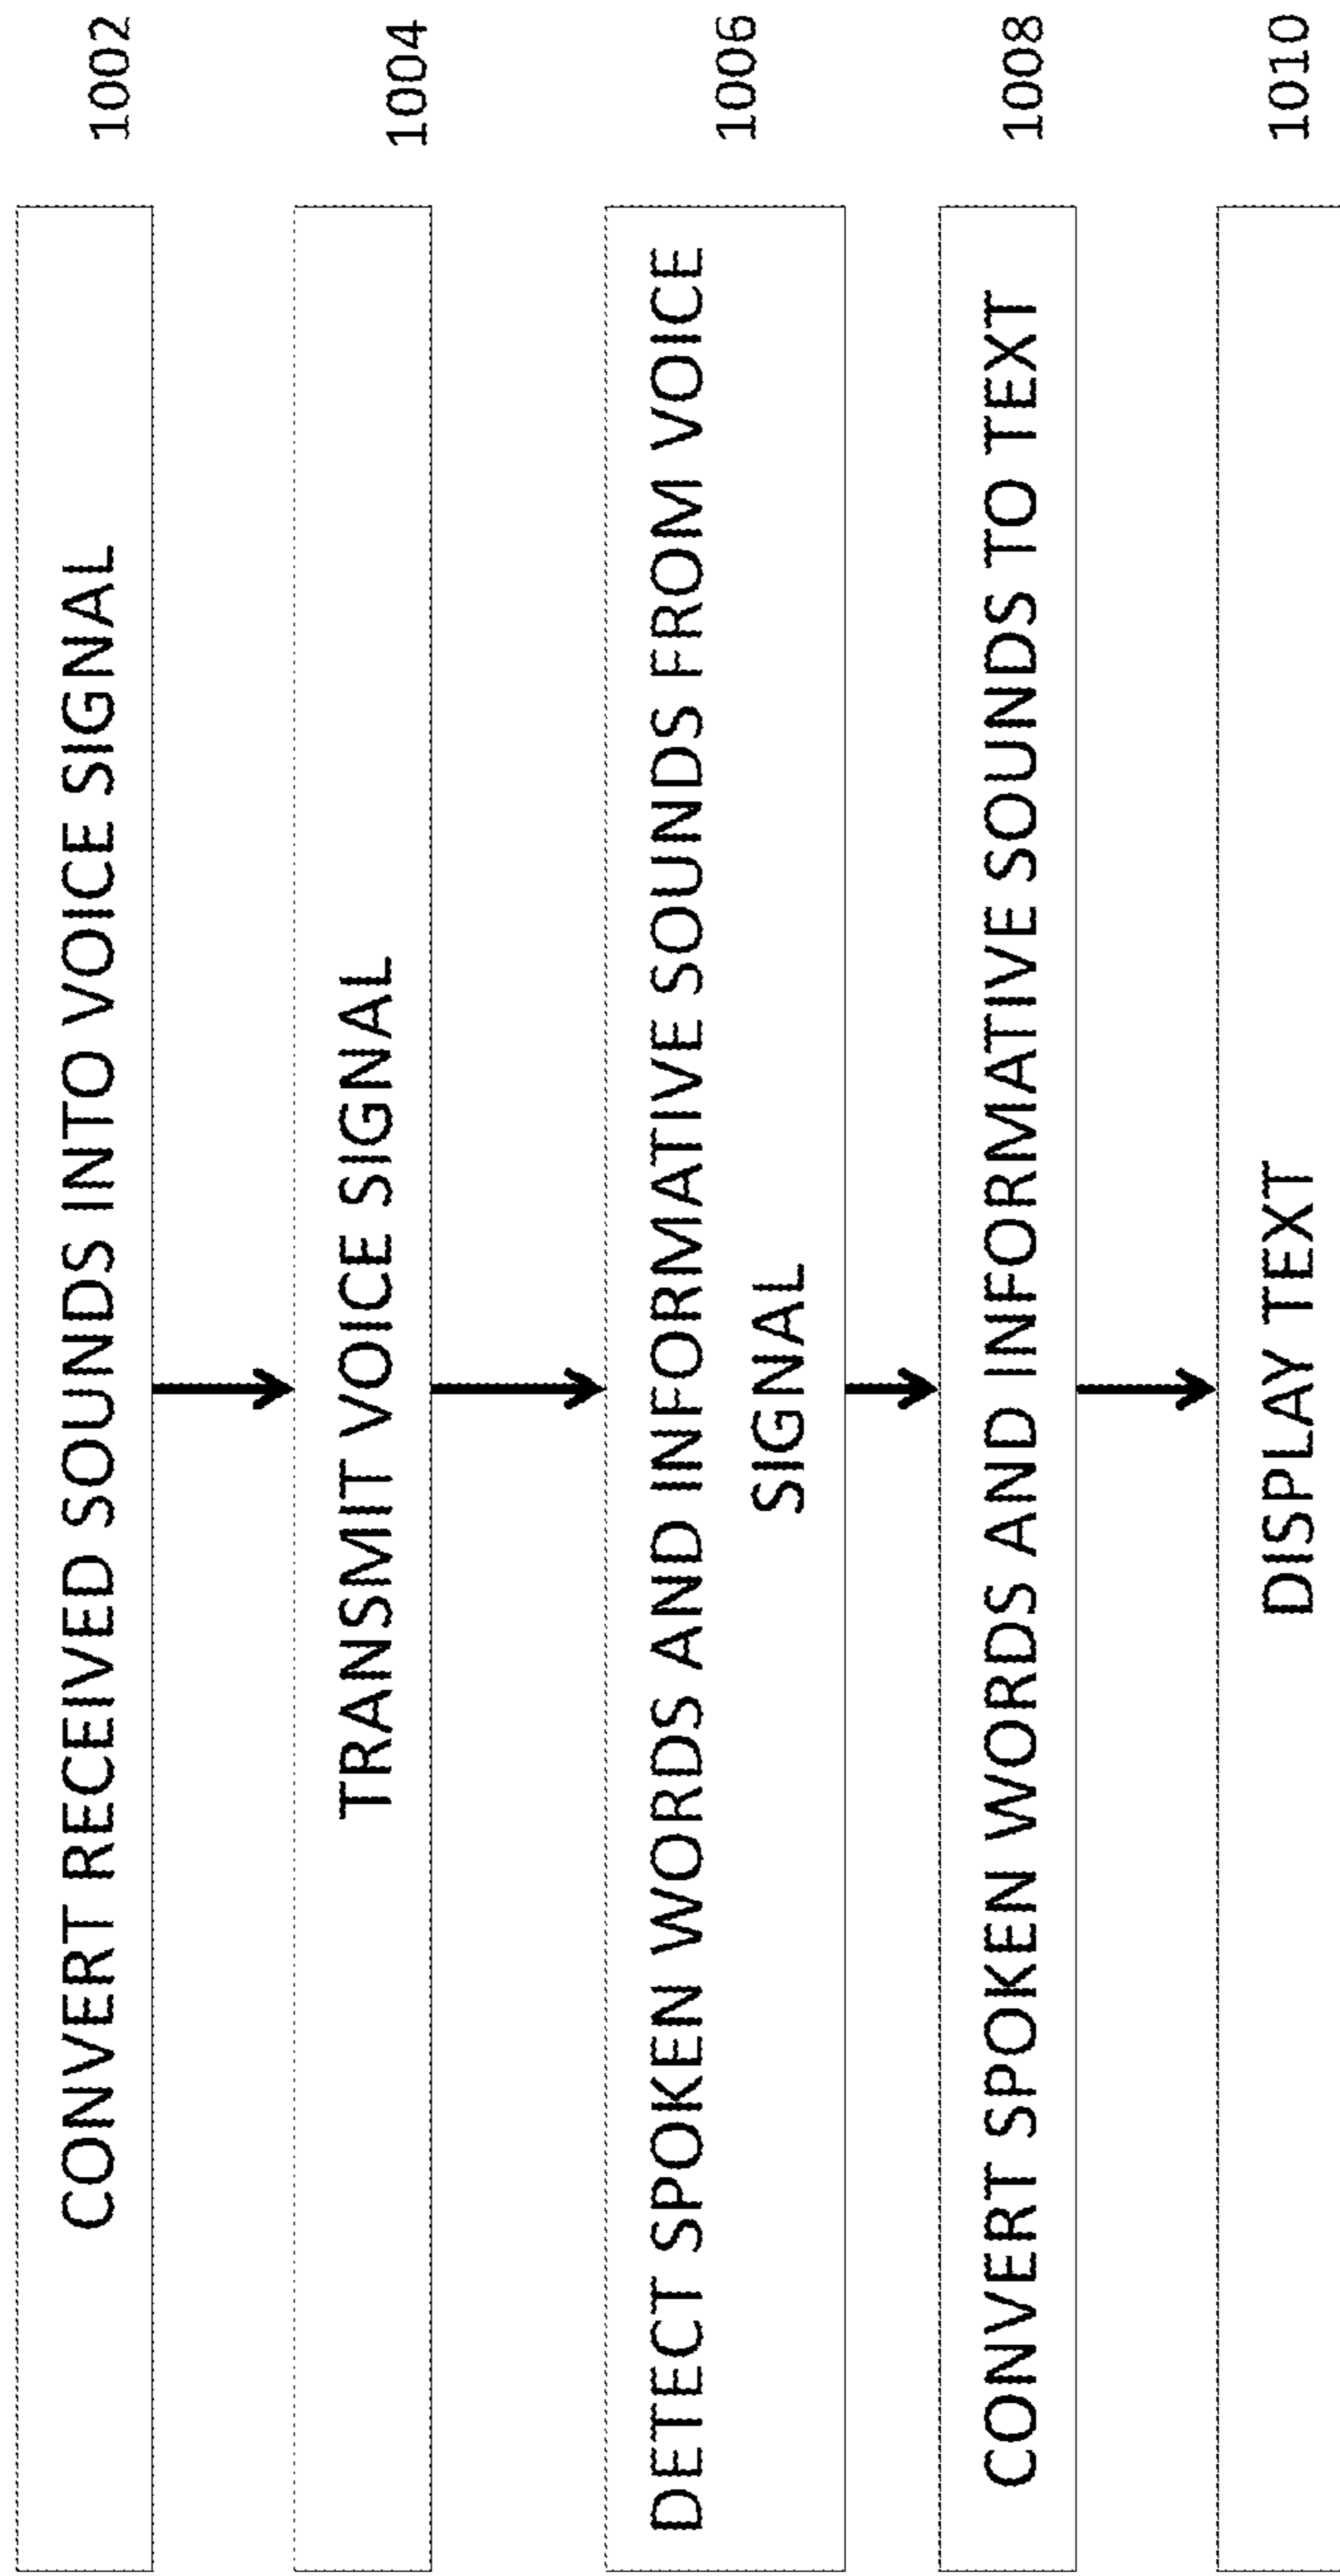 CONVERT RECEIVED SOUNDS INTO VOICE SIGNAL
1002
TRANSMIT VOICE SIGNAL
1004
DETECT SPOKEN WORDS AND INFORMATIVE SOUNDS FROM VOICE
SIGNAL
1006
CONVERT SPOKEN WORDS AND INFORMATIVE SOUNDS TO TEXT
1008
DISPLAY TEXT
1010